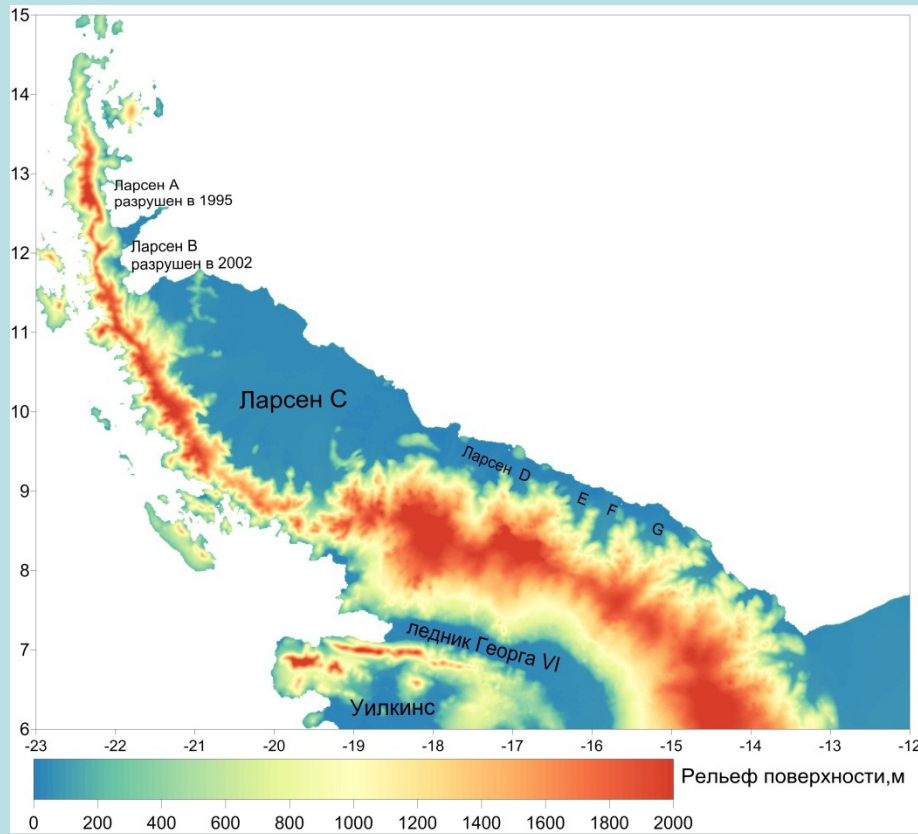 15
14
13
12
11
10
9
8
7
6
Ларсен А
разрушен в 1995
Ларсен В
разрушен в 2002
Ларсен С
Ларсен D
E
F
G
ледник Георга VI
Уилкинс
-23 -22 -21 -20 -19 -18 -17 -16 -15 -14 -13 -12
Рельеф поверхности,м
0 200 400 600 800 1000 1200 1400 1600 1800 2000